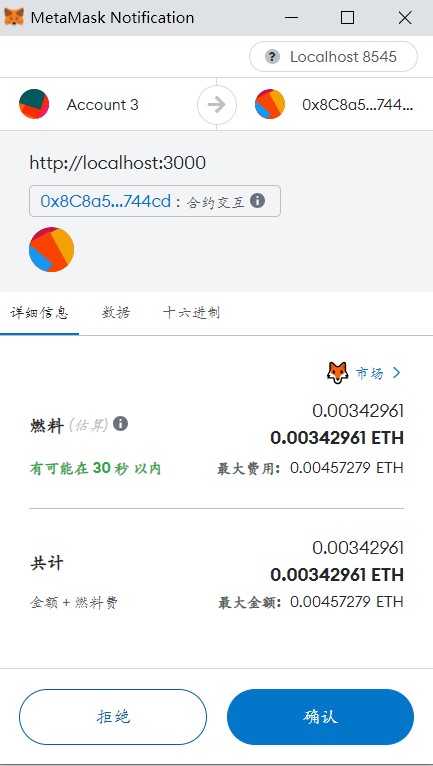 MetaMask Notification
? Localhost 8545
Account 3
0x8C8a5...744...
http://localhost:3000
0x8C8a5...744cd : 合约交互
详细信息 数据 十六进制
市场 >
0.00342961
燃料 (估算) 0.00342961 ETH
有可能在 30 秒 以内 最大费用: 0.00457279 ETH
0.00342961
共计 0.00342961 ETH
金额 + 燃料费 最大金额: 0.00457279 ETH
拒绝 确认